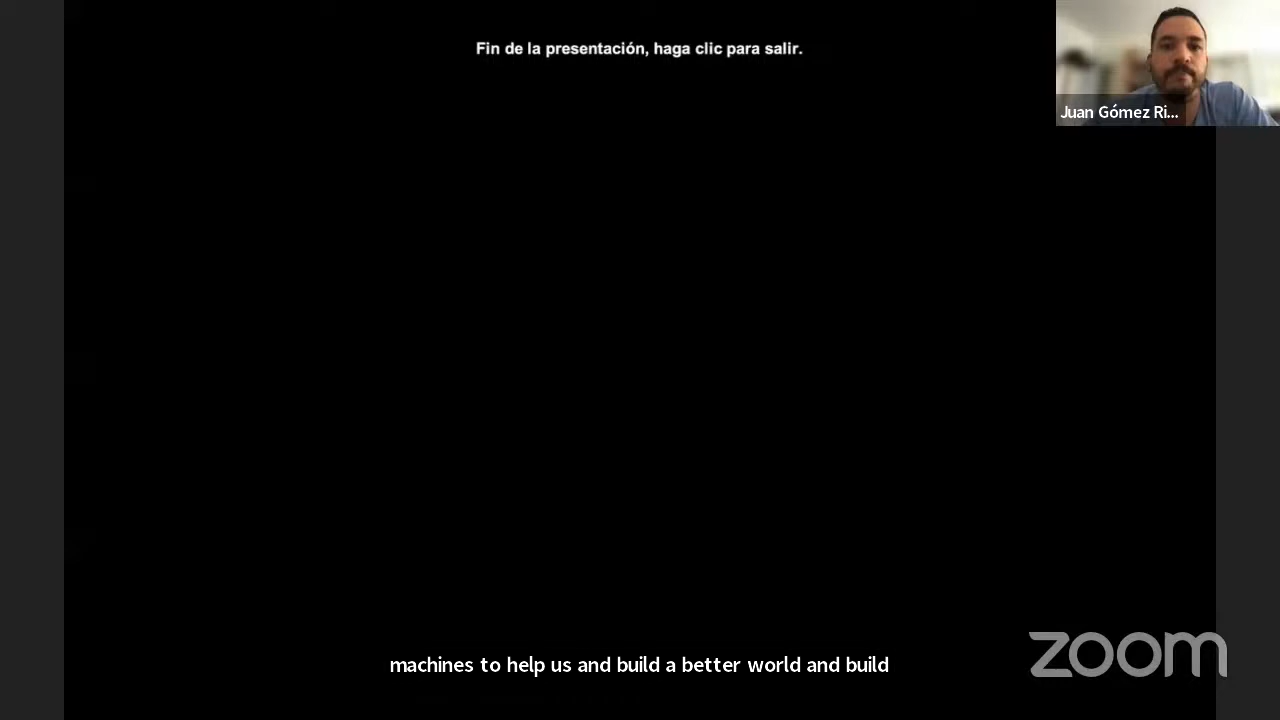 Fin de la presentación, haga clic para salir.
Juan Gómez Ri...
machines to help us and build a better world and build
zoom